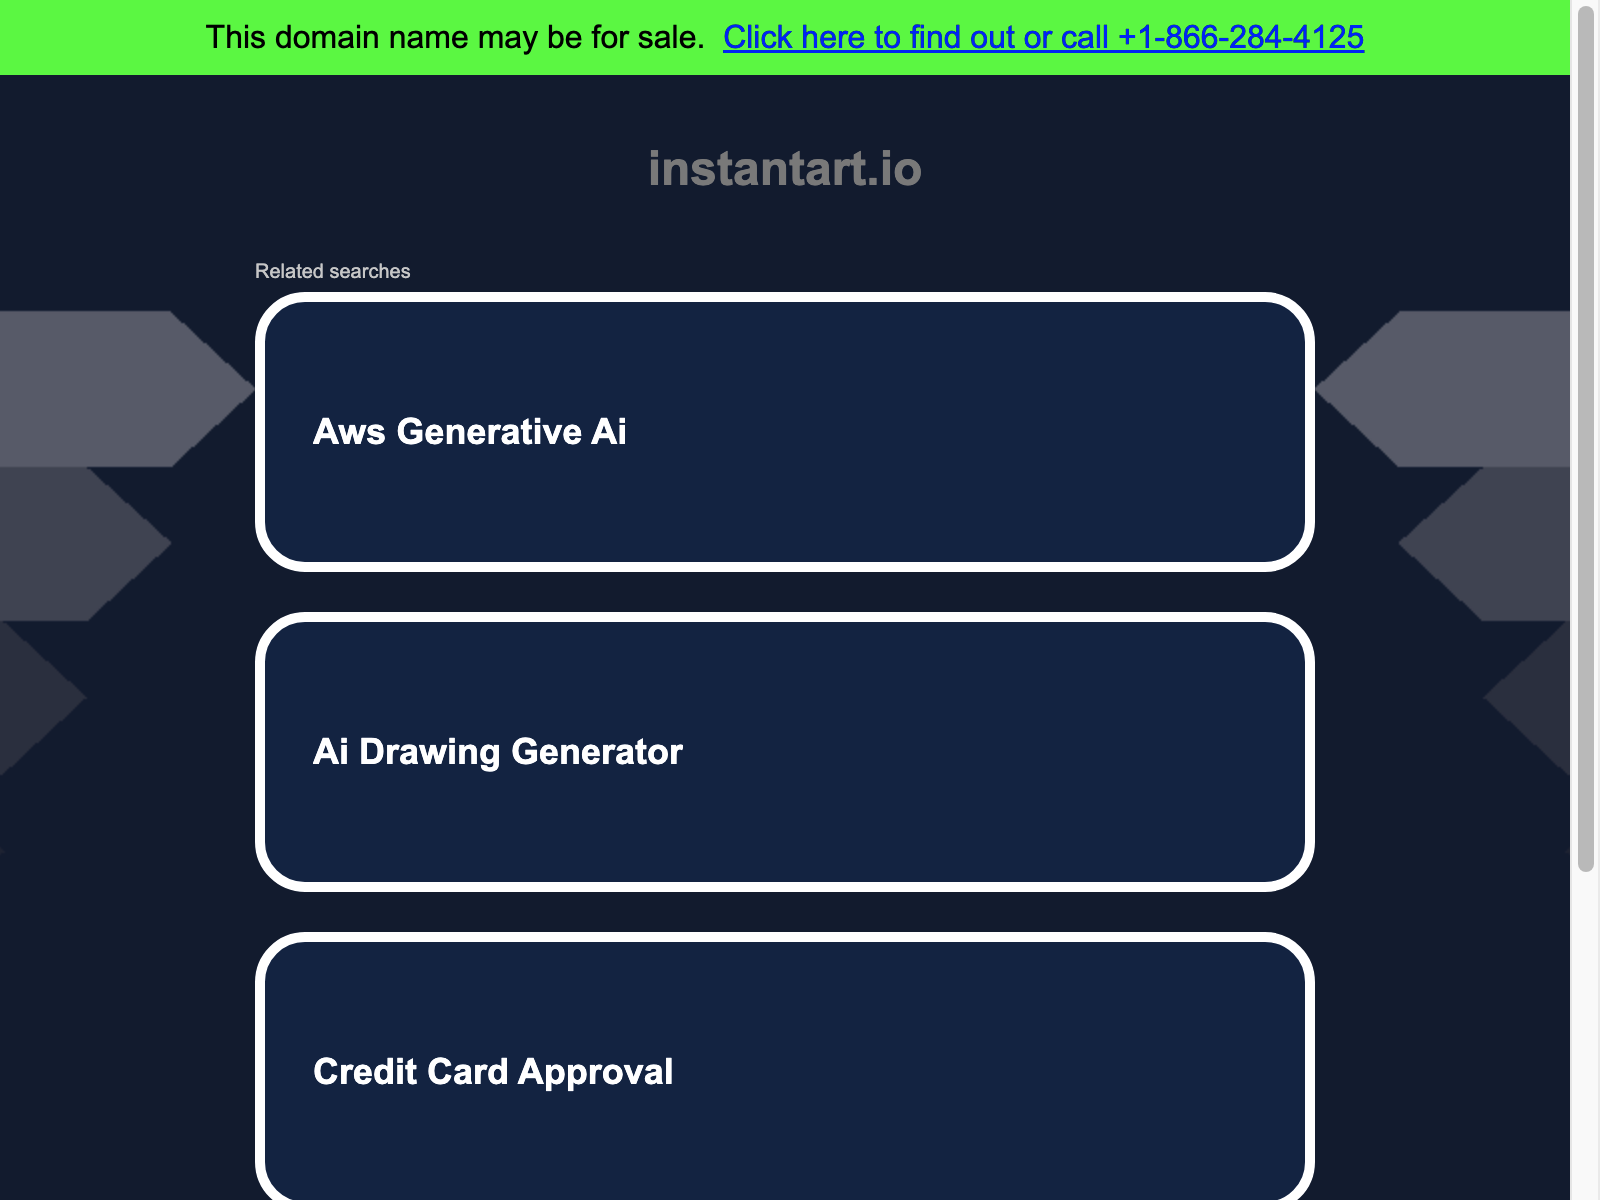 This domain name may be for sale. Click here to find out or call +1-866-284-4125
instantart.io
Related searches
Aws Generative Ai
Ai Drawing Generator
Credit Card Approval